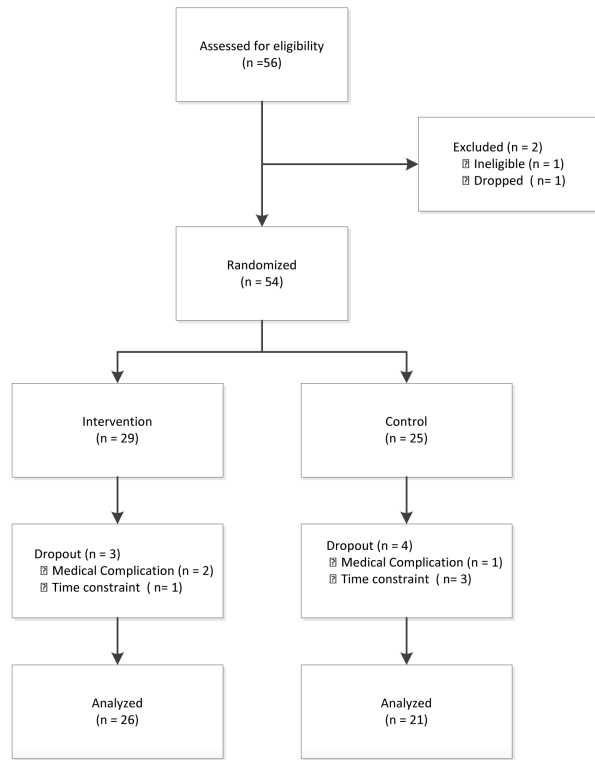 Assessed for eligibility
(n =56)
Excluded (n = 2)
⍰ Ineligible (n = 1)
⍰ Dropped ( n= 1)
Randomized
(n = 54)
Intervention
(n = 29)
Control
(n = 25)
Dropout (n = 3)
⍰ Medical Complication (n = 2)
⍰ Time constraint ( n= 1)
Dropout (n = 4)
⍰ Medical Complication (n = 1)
⍰ Time constraint ( n= 3)
Analyzed
(n = 26)
Analyzed
(n = 21)